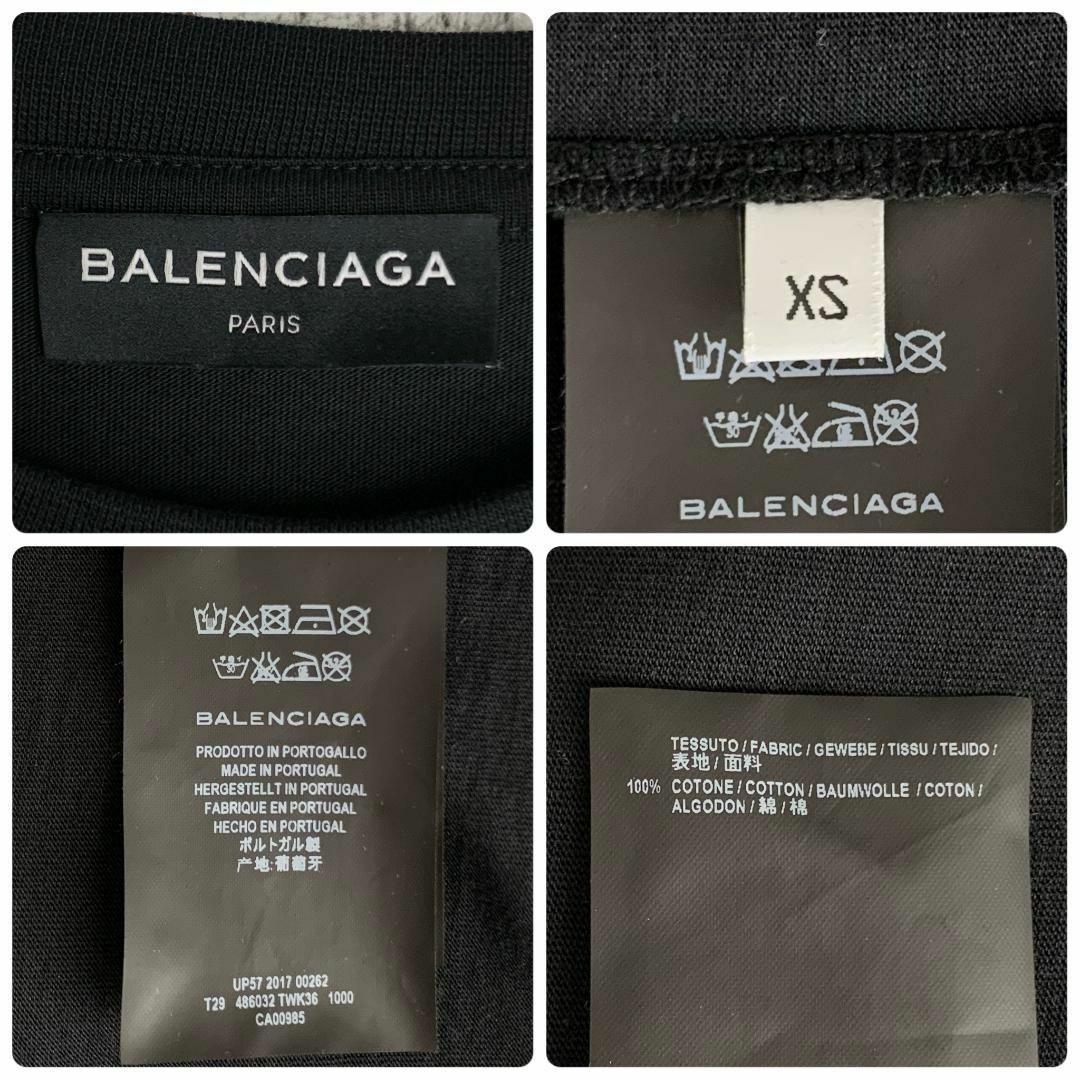 BALENCIAGA
PARIS
XS
BALENCIAGA
BALENCIAGA
PRODOTTO IN PORTOGALLO
MADE IN PORTUGAL
HERGESTELLT IN PORTUGAL
FABRIQUE EN PORTUGAL
HECHO EN PORTUGAL
ポルトガル製
产地:葡萄牙
UP57 2017 00262
T29 486032 TWK36 1000
CA00985
TESSUTO / FABRIC / GEWEBE / TISSU / TEJIDO /
表地 / 面料
100% COTONE / COTTON / BAUMWOLLE / COTON /
ALGODON / 綿 / 棉